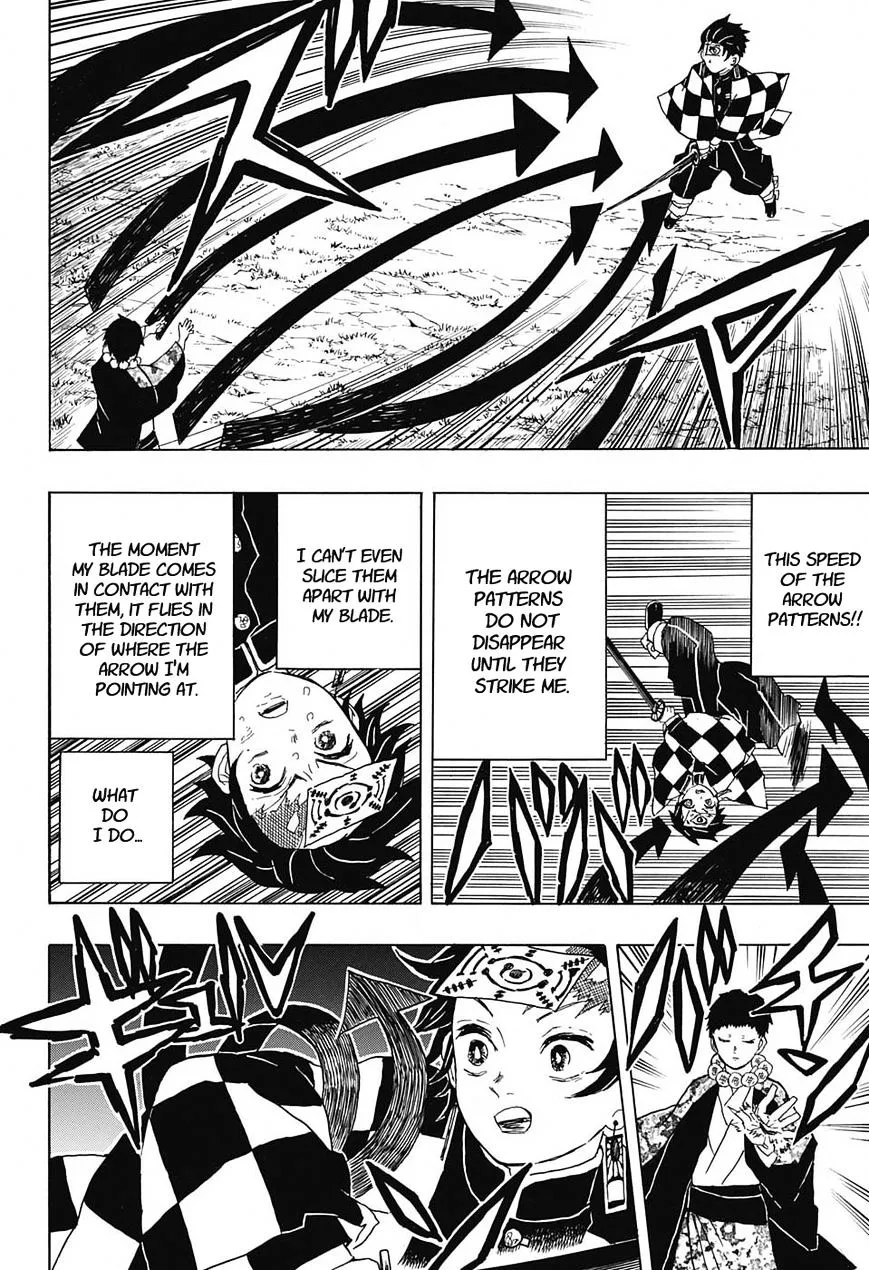 THIS SPEED
OF THE
ARROW
PATTERNS!!
THE ARROW
PATTERNS
DO NOT
DISAPPEAR
UNTIL THEY
STRIKE ME.
I CAN'T EVEN
SLICE THEM
APART WITH
MY BLADE.
THE MOMENT
MY BLADE COMES
IN CONTACT WITH
THEM, IT FLIES IN
THE DIRECTION
OF WHERE THE
ARROW I'M
POINTING AT.
WHAT
DO
I DO...